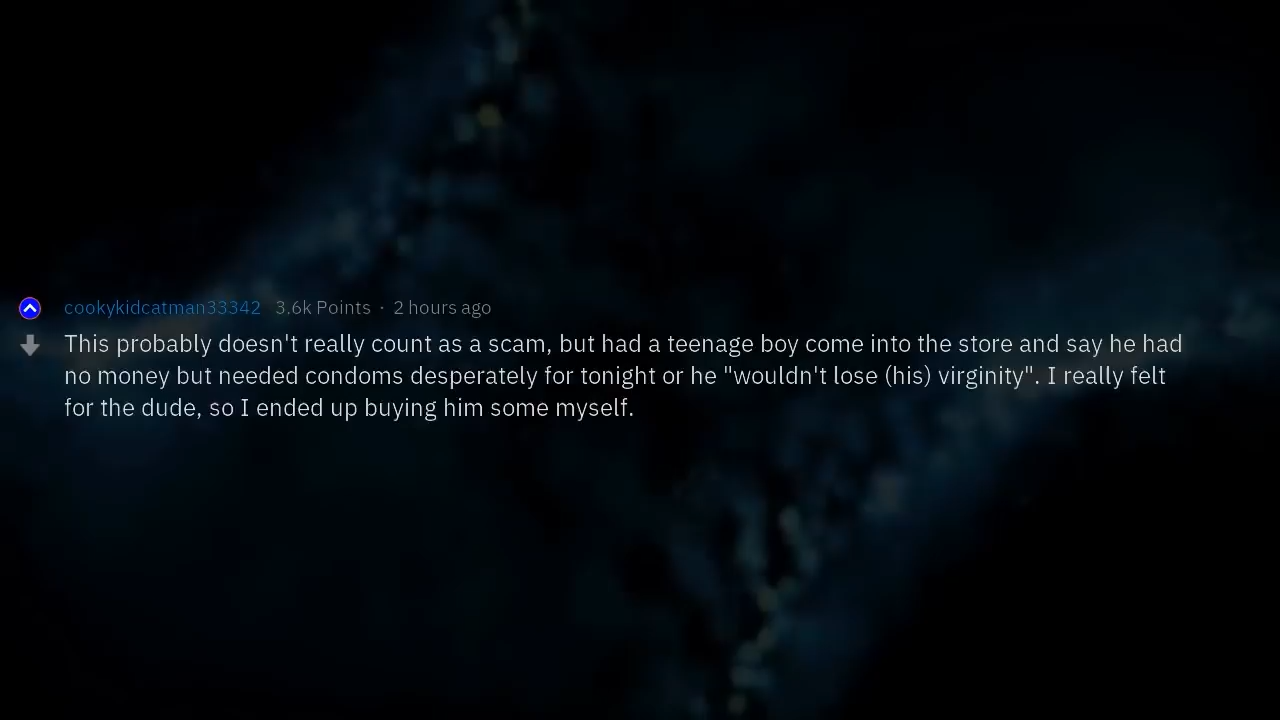 cookykidcatman33342 3.6k Points · 2 hours ago
This probably doesn't really count as a scam, but had a teenage boy come into the store and say he had
no money but needed condoms desperately for tonight or he "wouldn't lose (his) virginity". I really felt
for the dude, so I ended up buying him some myself.